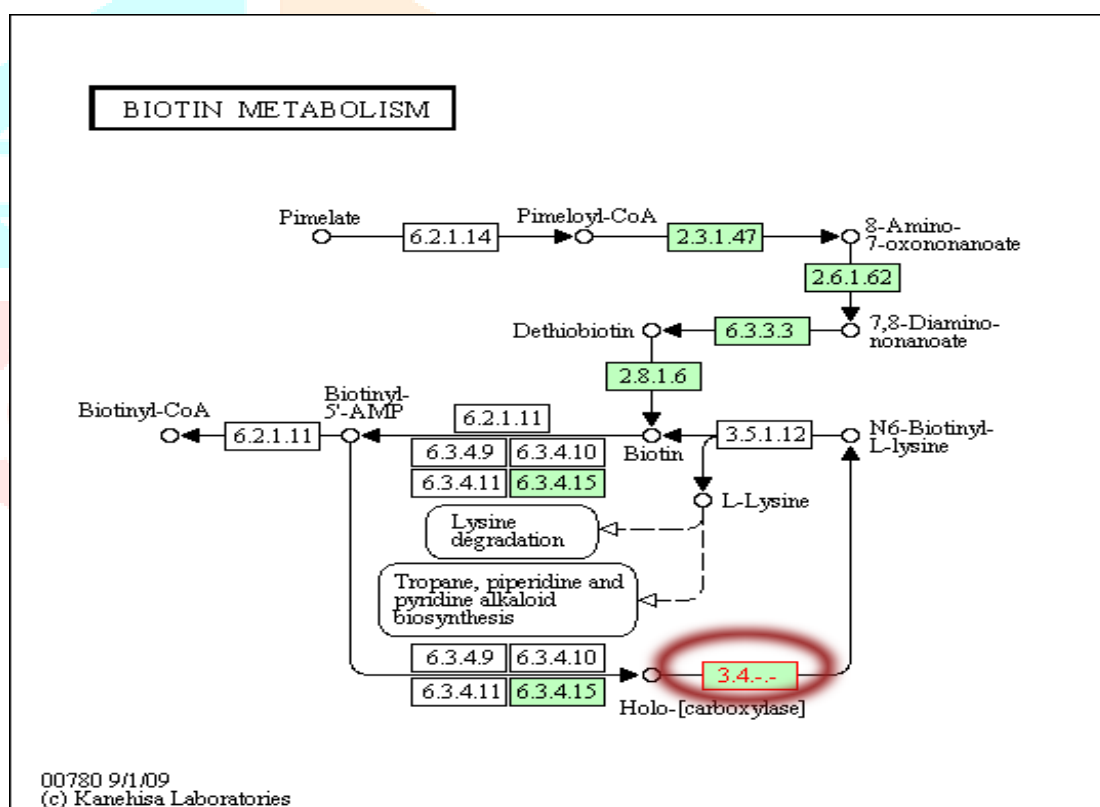 BIOTIN METABOLISM
Pimelate
6.2.1.14
Pimeloyl-CoA
2.3.1.47
8-Amino-
7-oxononanoate
2.6.1.62
Dethiobiotin
6.3.3.3
7,8-Diamino-
nonanoate
2.8.1.6
Biotinyl-CoA
6.2.1.11
Biotinyl-
5'-AMP
6.2.1.11
6.3.4.9 6.3.4.10
6.3.4.11 6.3.4.15
Biotin
3.5.1.12
N6-Biotinyl-
L-lysine
L-Lysine
Lysine
degradation
Tropane, piperidine and
pyridine alkaloid
biosynthesis
6.3.4.9 6.3.4.10
6.3.4.11 6.3.4.15
3.4.-.-
Holo-[carboxylase]
00780 9/1/09
(c) Kanehisa Laboratories